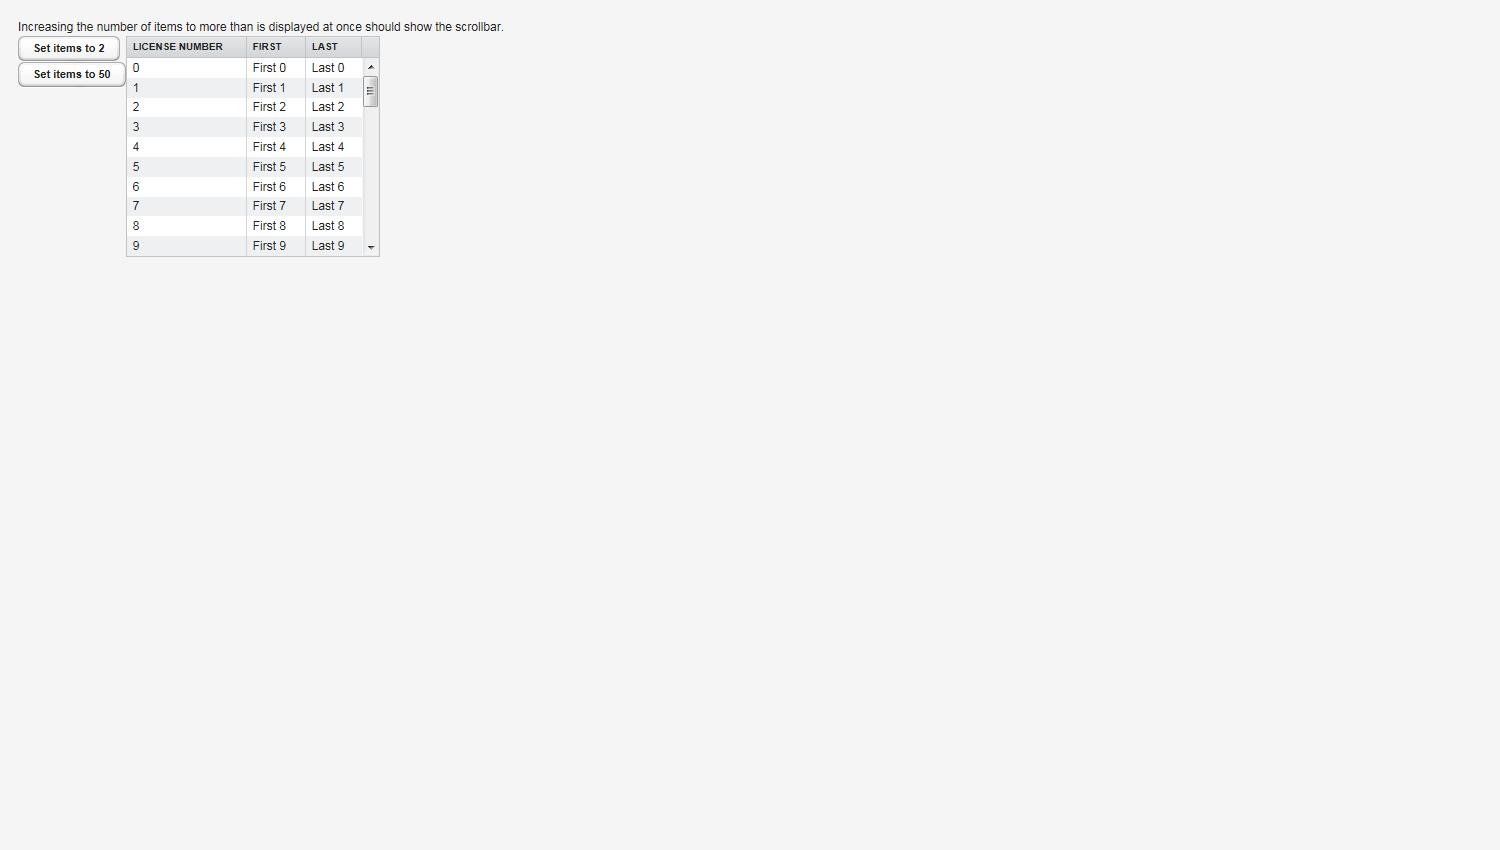 Increasing the number of items to more than is displayed at once should show the scrollbar.
Set items to 2
Set items to 50
LICENSE NUMBER FIRST LAST
0 First 0 Last 0
1 First 1 Last 1
2 First 2 Last 2
3 First 3 Last 3
4 First 4 Last 4
5 First 5 Last 5
6 First 6 Last 6
7 First 7 Last 7
8 First 8 Last 8
9 First 9 Last 9